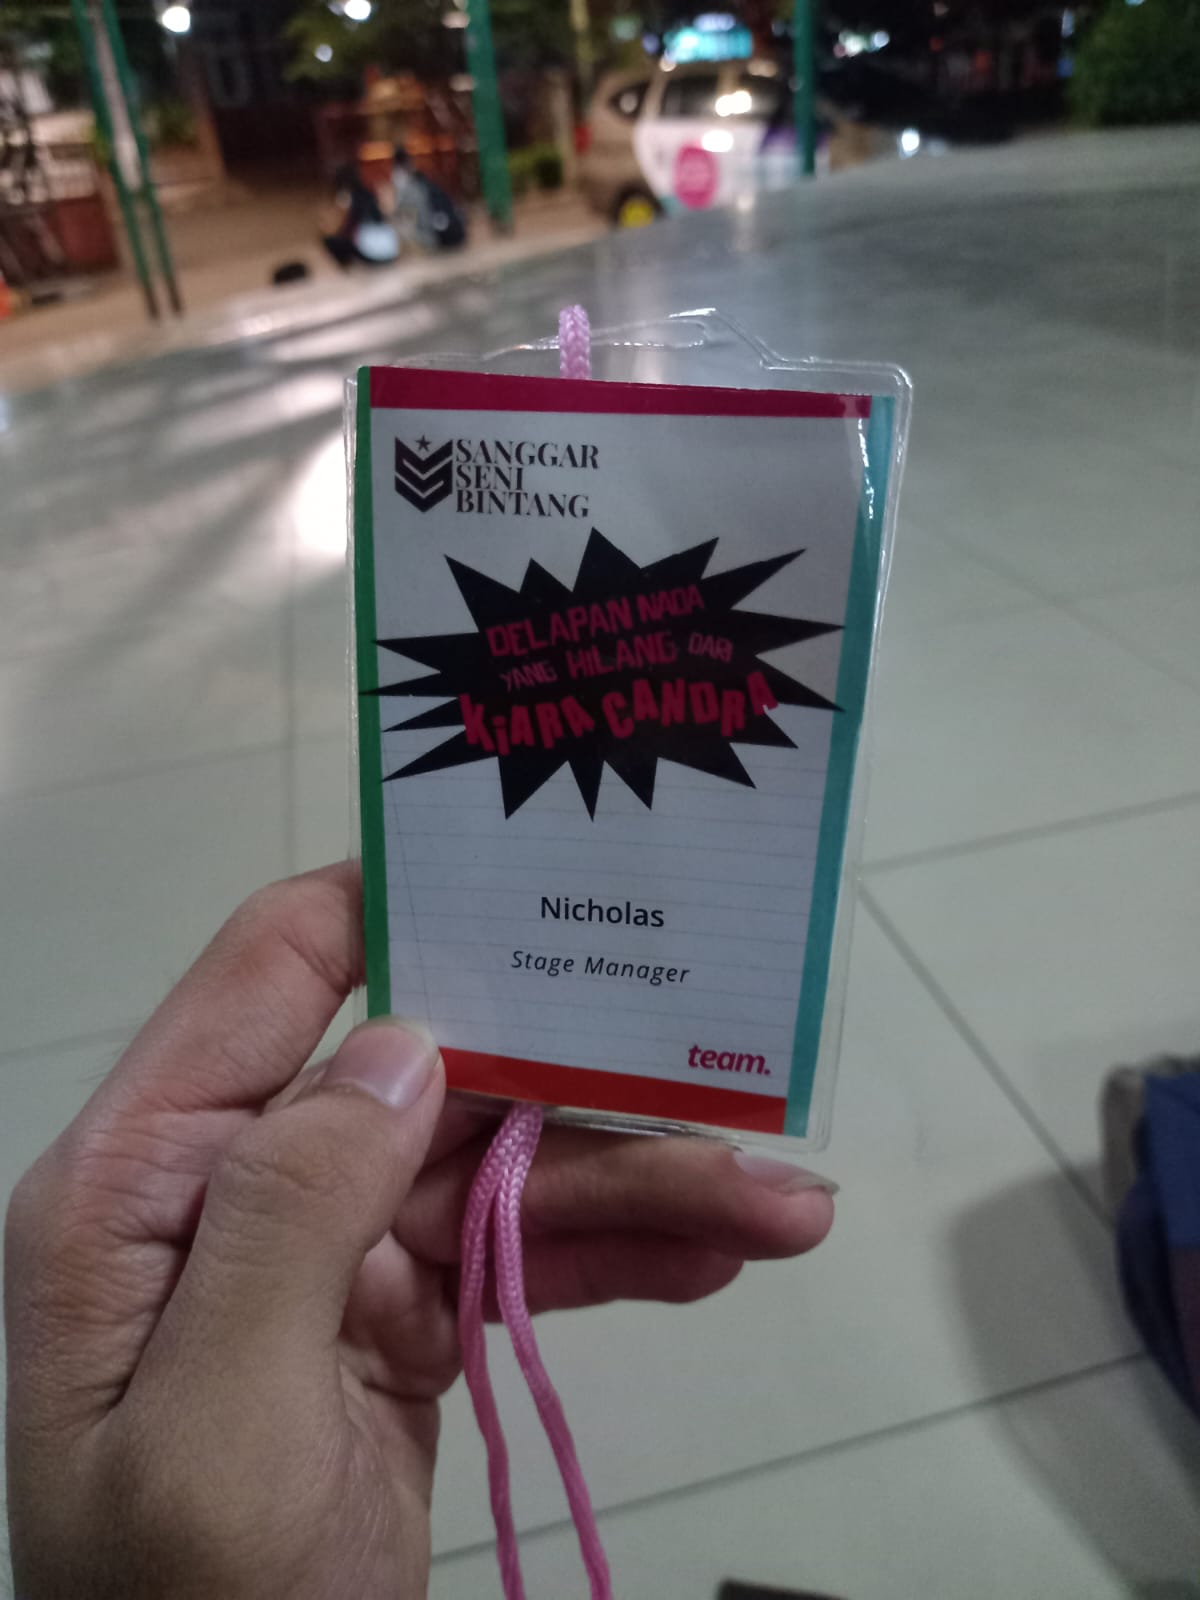 SANGGAR
SENI
BINTANG
DELAPAN NADA
YANG HILANG DARI
KiARA CANDRA
Nicholas
Stage Manager
team.